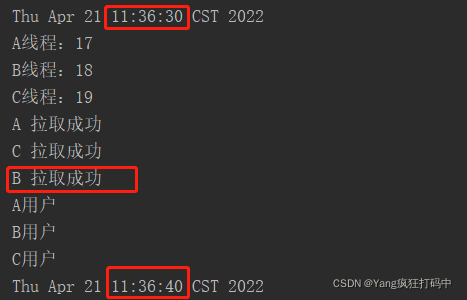 Thu Apr 21 11:36:30 CST 2022
A线程：17
B线程：18
C线程：19
A 拉取成功
C 拉取成功
B 拉取成功
A用户
B用户
C用户
Thu Apr 21 11:36:40 CST 2022
CSDN @Yang疯狂打码中